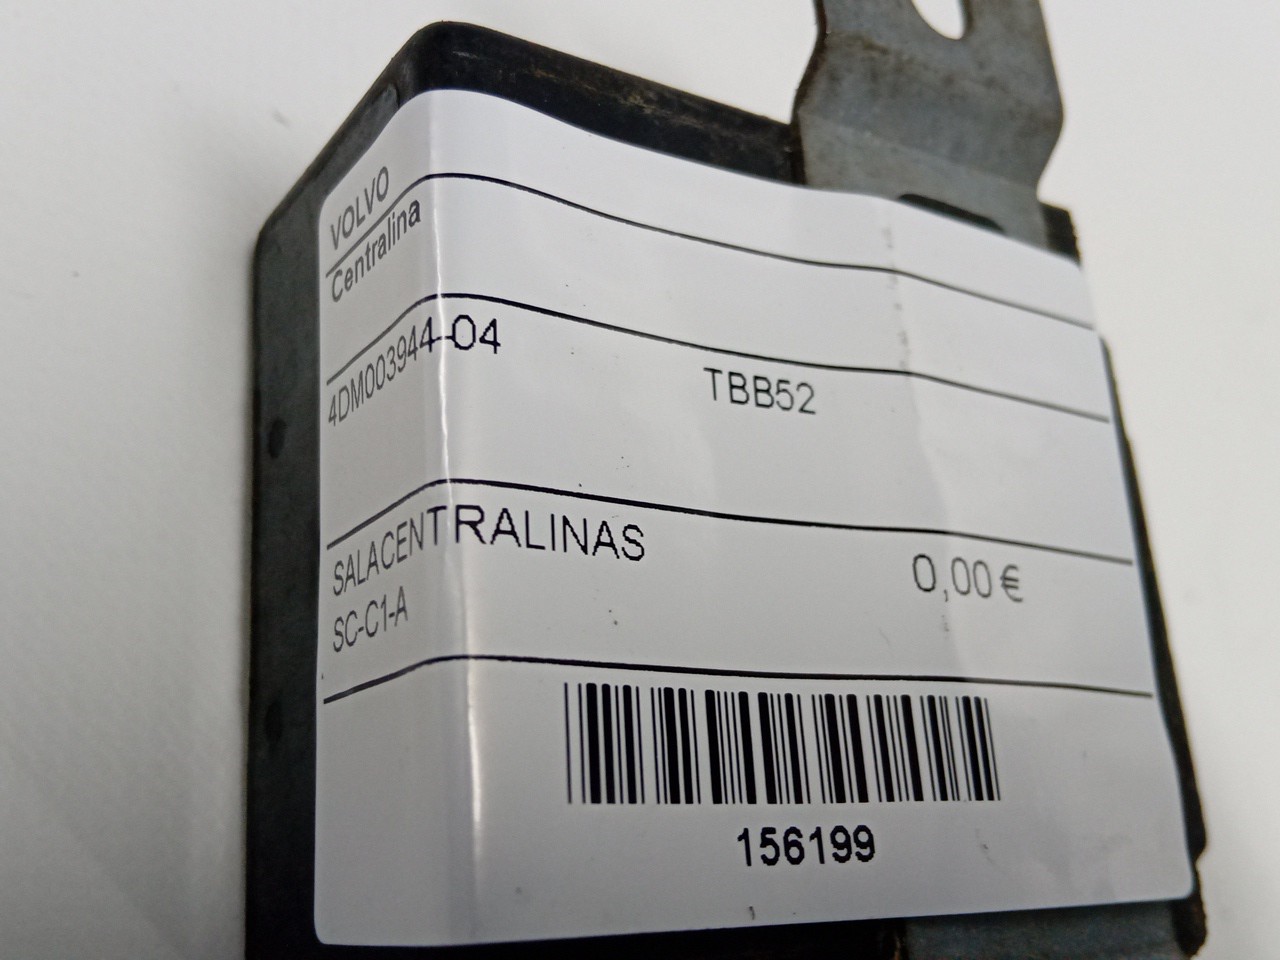 VOLVO
Centralina
4DM003944-04
TBB52
SALACENTRALINAS
0,00€
SC-C1-A
156199